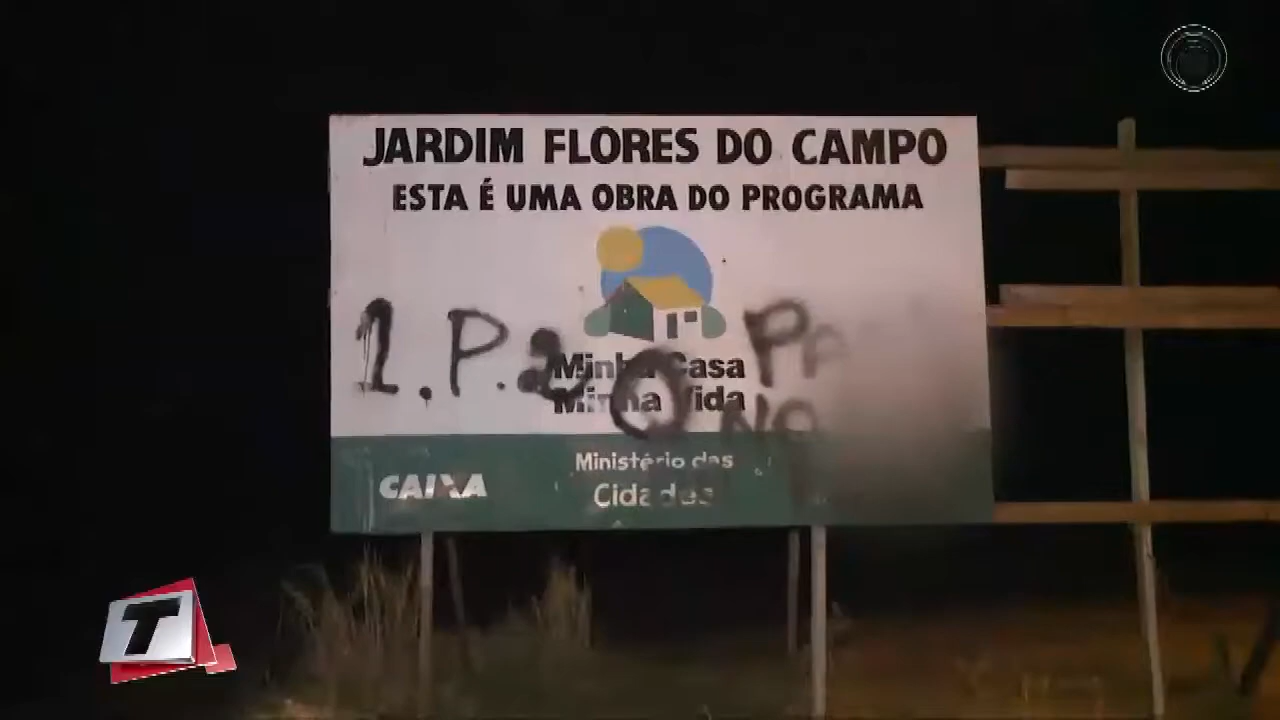 JARDIM FLORES DO CAMPO
ESTA É UMA OBRA DO PROGRAMA
1.P.
Minha Casa
Minha Vida
CAIXA
Ministério das
Cidades
T